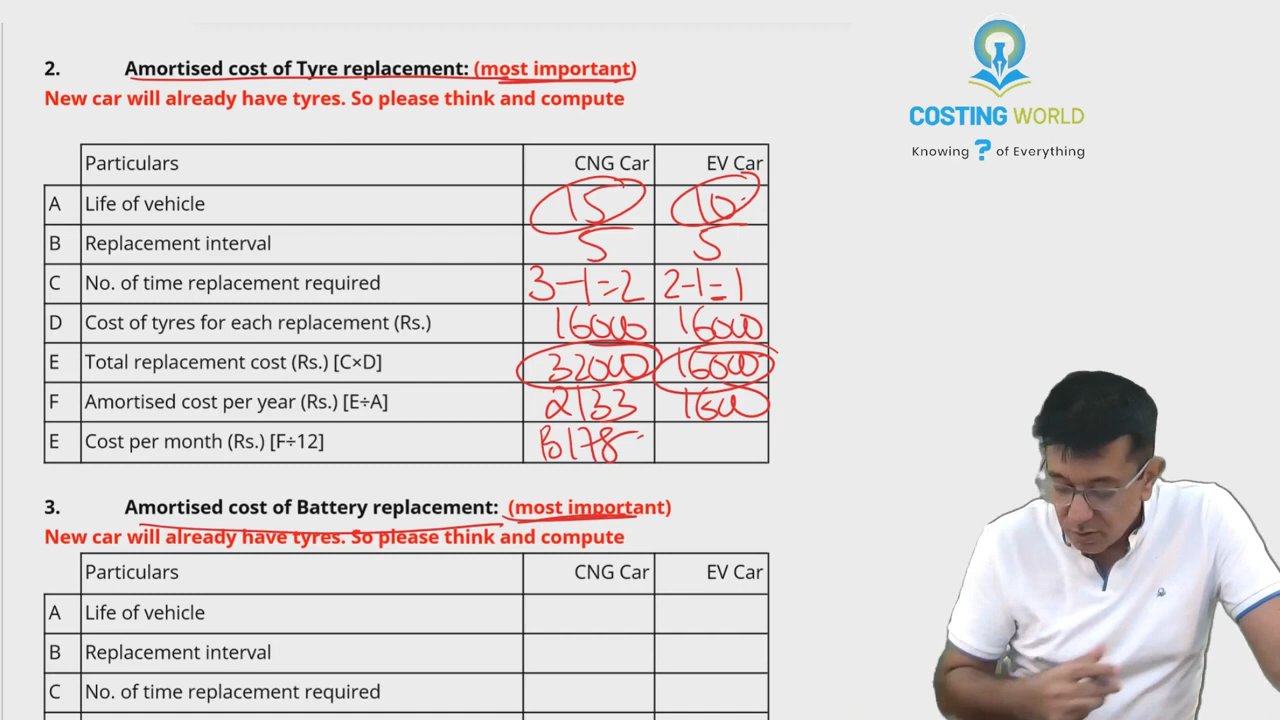 2. Amortised cost of Tyre replacement: (most important)
New car will already have tyres. So please think and compute
COSTING WORLD
Knowing ? of Everything
Particulars CNG Car EV Car
A Life of vehicle 15 10
B Replacement interval 5 5
C No. of time replacement required 3-1=2 2-1=1
D Cost of tyres for each replacement (Rs.) 16000 16000
E Total replacement cost (Rs.) [C×D] 32000 16000
F Amortised cost per year (Rs.) [E÷A] 2133 1600
E Cost per month (Rs.) [F÷12] 178
3. Amortised cost of Battery replacement: (most important)
New car will already have tyres. So please think and compute
Particulars CNG Car EV Car
A Life of vehicle
B Replacement interval
C No. of time replacement required